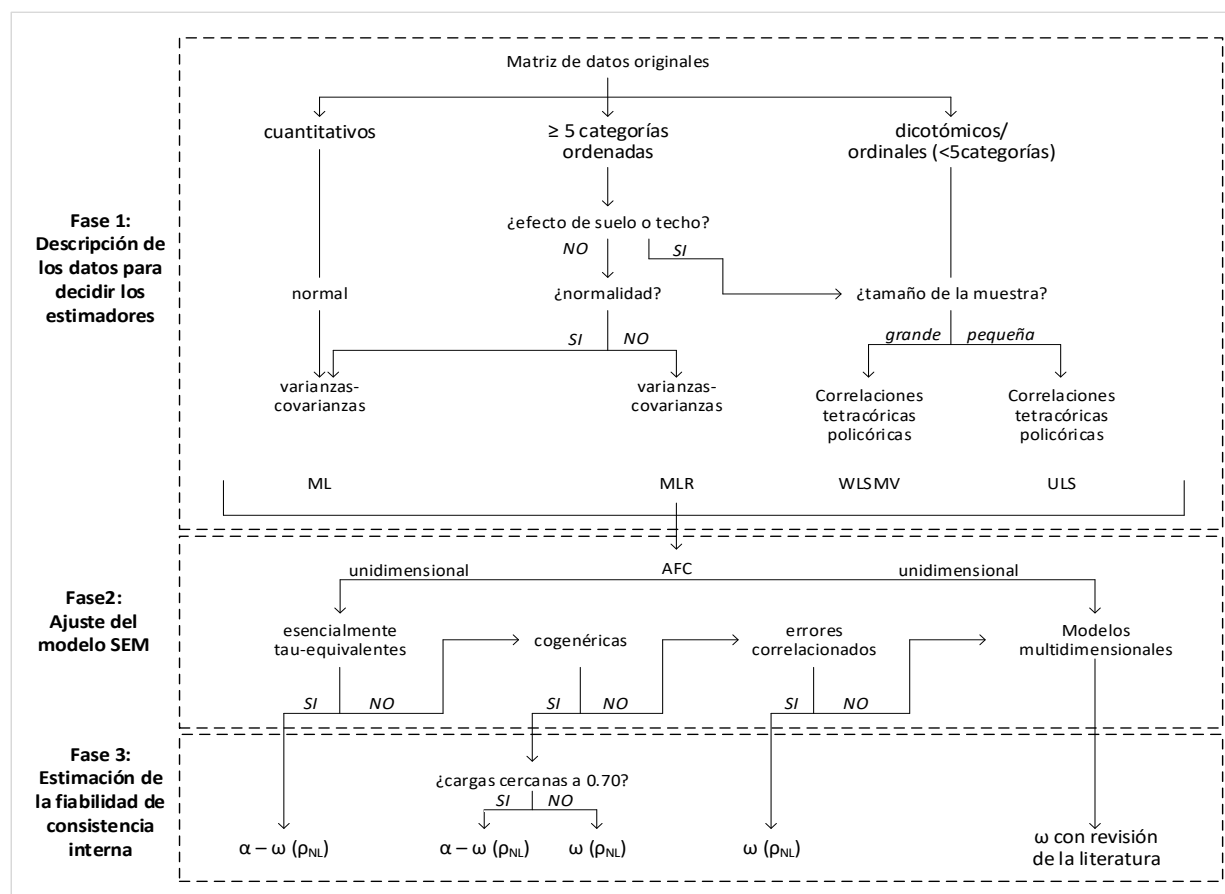 Matriz de datos originales
cuantitativos
≥ 5 categorías
ordenadas
dicotómicos/
ordinales (<5categorías)
Fase 1:
Descripción de
los datos para
decidir los
estimadores
¿efecto de suelo o techo?
NO
SI
normal
¿normalidad?
¿tamaño de la muestra?
SI
NO
grande
pequeña
varianzas-
covarianzas
varianzas-
covarianzas
Correlaciones
tetracóricas
policóricas
Correlaciones
tetracóricas
policóricas
ML
MLR
WLSMV
ULS
Fase2:
Ajuste del
modelo SEM
AFC
unidimensional
unidimensional
esencialmente
tau-equivalentes
cogenéricas
errores
correlacionados
Modelos
multidimensionales
SI
NO
SI
NO
SI
NO
Fase 3:
Estimación de
la fiabilidad de
consistencia
interna
¿cargas cercanas a 0.70?
SI
NO
α – ω (ρNL)
α – ω (ρNL)
ω (ρNL)
ω (ρNL)
ω con revisión
de la literatura